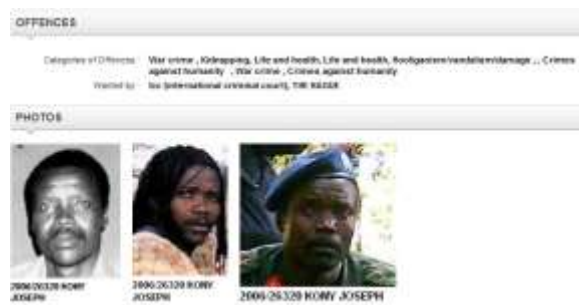 OFFENCES
Categories of Offences: War crime , Kidnapping, Life and health, Life and health, Hooliganism/vandalism/damage , , Crimes
against humanity , War crime , Crimes against humanity
Wanted by: Icc (international criminal court), THE HAGUE
PHOTOS
2006/26320 KONY
JOSEPH
2006/26320 KONY
JOSEPH
2006/26320 KONY JOSEPH